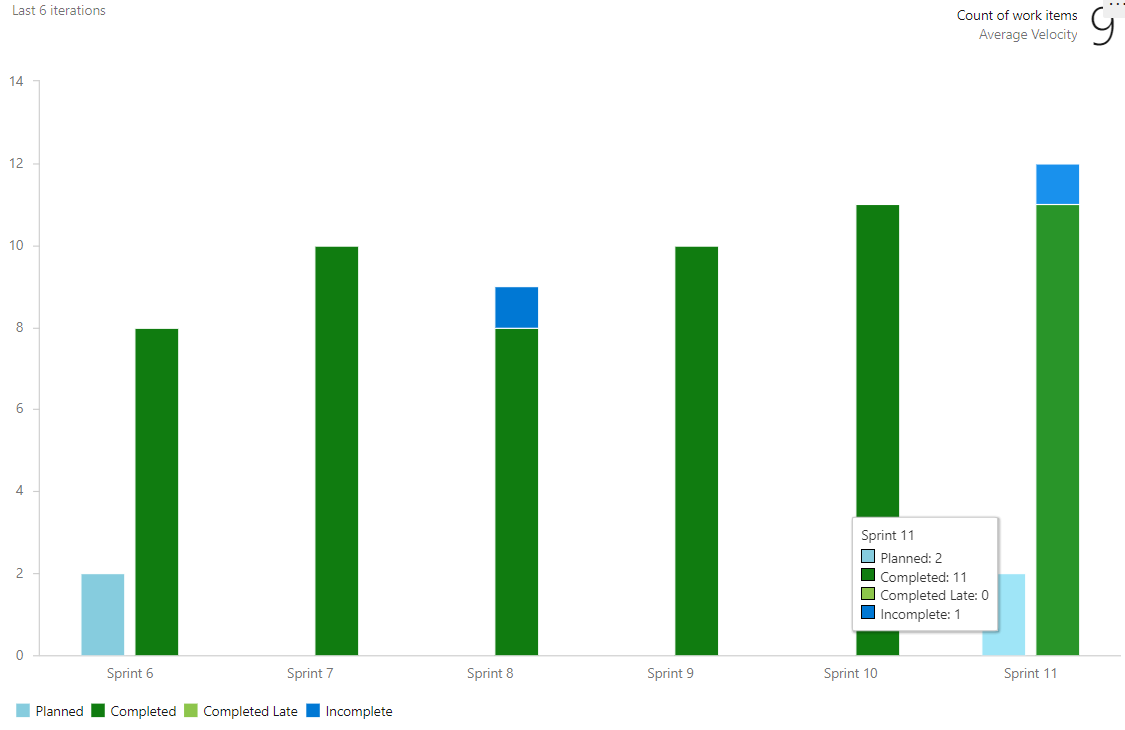 Last 6 iterations
Count of work items
Average Velocity
9
...
14
12
10
8
6
4
2
0
Sprint 11
Planned: 2
Completed: 11
Completed Late: 0
Incomplete: 1
Sprint 6 Sprint 7 Sprint 8 Sprint 9 Sprint 10 Sprint 11
Planned Completed Completed Late Incomplete